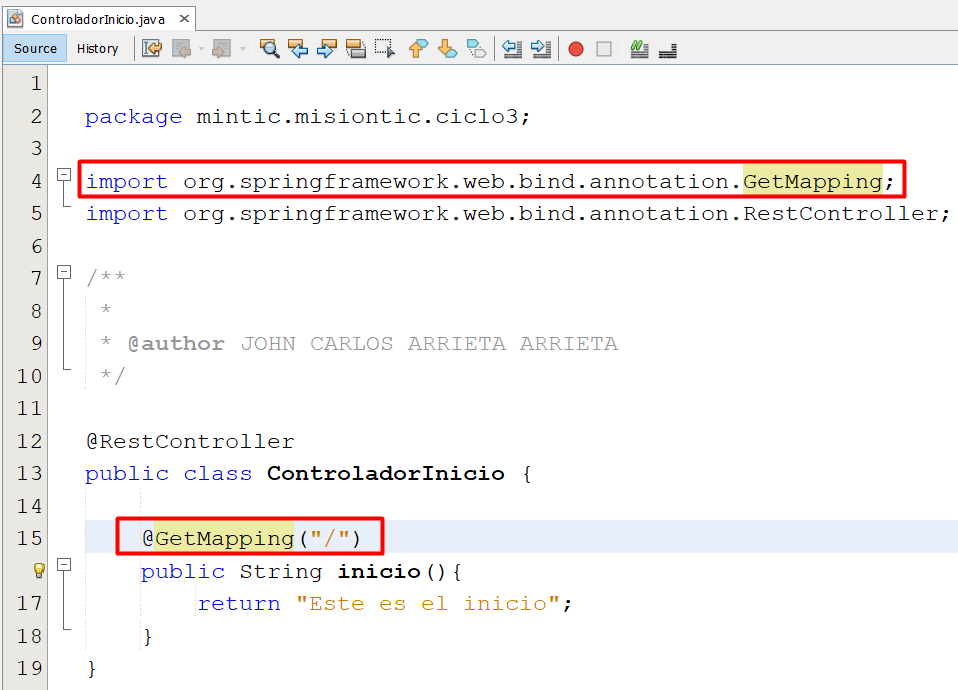 ControladorInicio.java
Source History
1
2 package mintic.misiontic.ciclo3;
3
4 import org.springframework.web.bind.annotation.GetMapping;
5 import org.springframework.web.bind.annotation.RestController;
6
7 /**
8 *
9 * @author JOHN CARLOS ARRIETA ARRIETA
10 */
11
12 @RestController
13 public class ControladorInicio {
14
15 @GetMapping("/")
public String inicio(){
17 return "Este es el inicio";
18 }
19 }